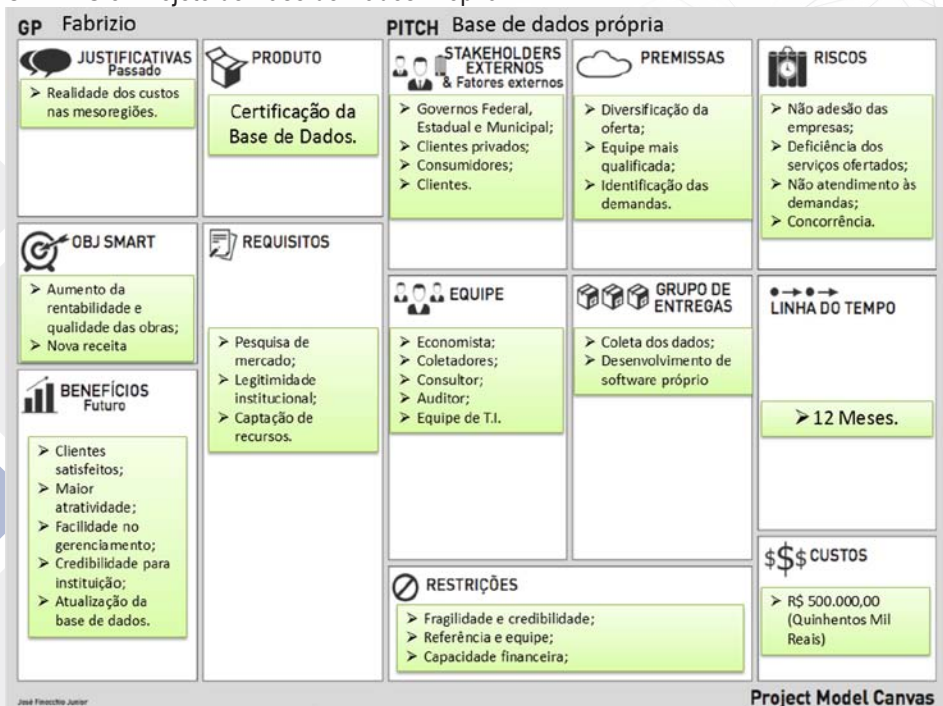 GP Fabrizio
PITCH Base de dados própria
JUSTIFICATIVAS
Passado
➢ Realidade dos custos
nas mesoregiões.
PRODUTO
Certificação da
Base de Dados.
STAKEHOLDERS
EXTERNOS
& Fatores externos
➢ Governos Federal,
Estadual e Municipal;
➢ Clientes privados;
➢ Consumidores;
➢ Clientes.
PREMISSAS
➢ Diversificação da
oferta;
➢ Equipe mais
qualificada;
➢ Identificação das
demandas.
RISCOS
➢ Não adesão das
empresas;
➢ Deficiência dos
serviços ofertados;
➢ Não atendimento às
demandas;
➢ Concorrência.
OBJ SMART
➢ Aumento da
rentabilidade e
qualidade das obras;
➢ Nova receita
REQUISITOS
➢ Pesquisa de
mercado;
➢ Legitimidade
institucional;
➢ Captação de
recursos.
EQUIPE
➢ Economista;
➢ Coletadores;
➢ Consultor;
➢ Auditor;
➢ Equipe de T.I.
GRUPO DE
ENTREGAS
➢ Coleta dos dados;
➢ Desenvolvimento de
software próprio
LINHA DO TEMPO
➢ 12 Meses.
BENEFÍCIOS
Futuro
➢ Clientes
satisfeitos;
➢ Maior
atratividade;
➢ Facilidade no
gerenciamento;
➢ Credibilidade para
instituição;
➢ Atualização da
base de dados.
RESTRIÇÕES
➢ Fragilidade e credibilidade;
➢ Referência e equipe;
➢ Capacidade financeira;
$$$ CUSTOS
➢ R$ 500.000,00
(Quinhentos Mil
Reais)
José Finocchio Junior
Project Model Canvas